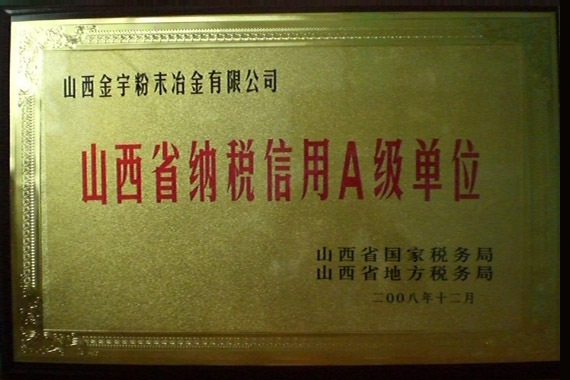 山西金宇粉末冶金有限公司
山西省纳税信用A级单位
山西省国家税务局
山西省地方税务局
二00八年十二月